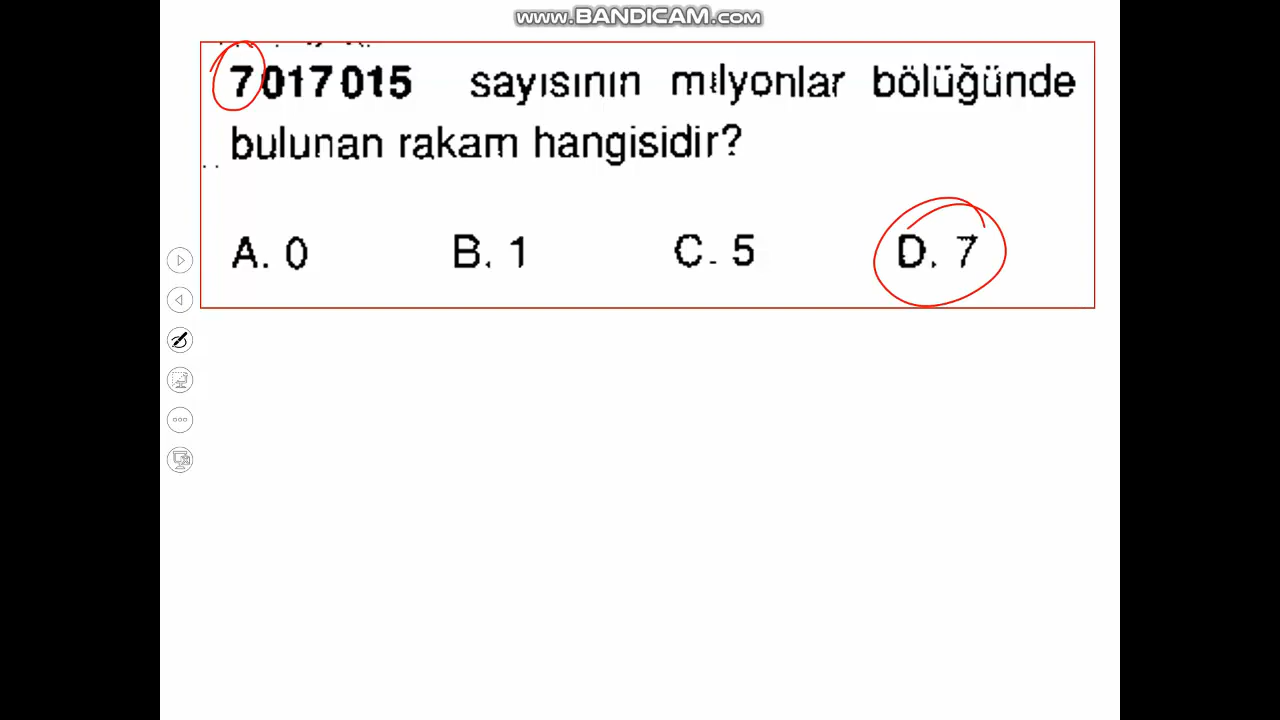 www.BANDICAM.com
7017015 sayısının milyonlar bölüğünde
bulunan rakam hangisidir?
A. 0 B. 1 C. 5 D. 7